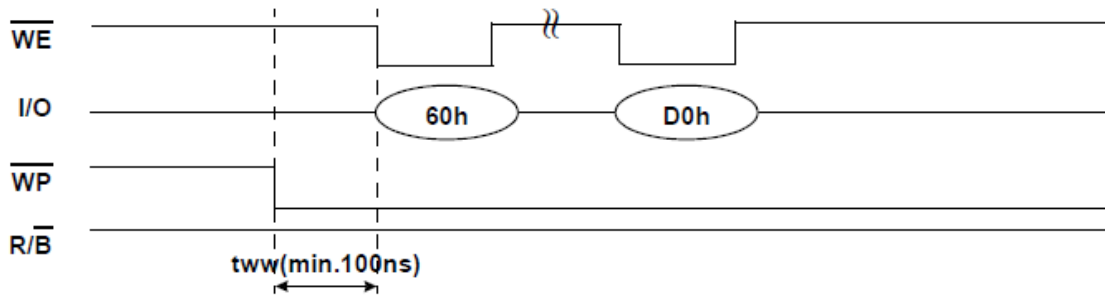 WE
I/O 60h D0h
WP
R/B
tww(min.100ns)